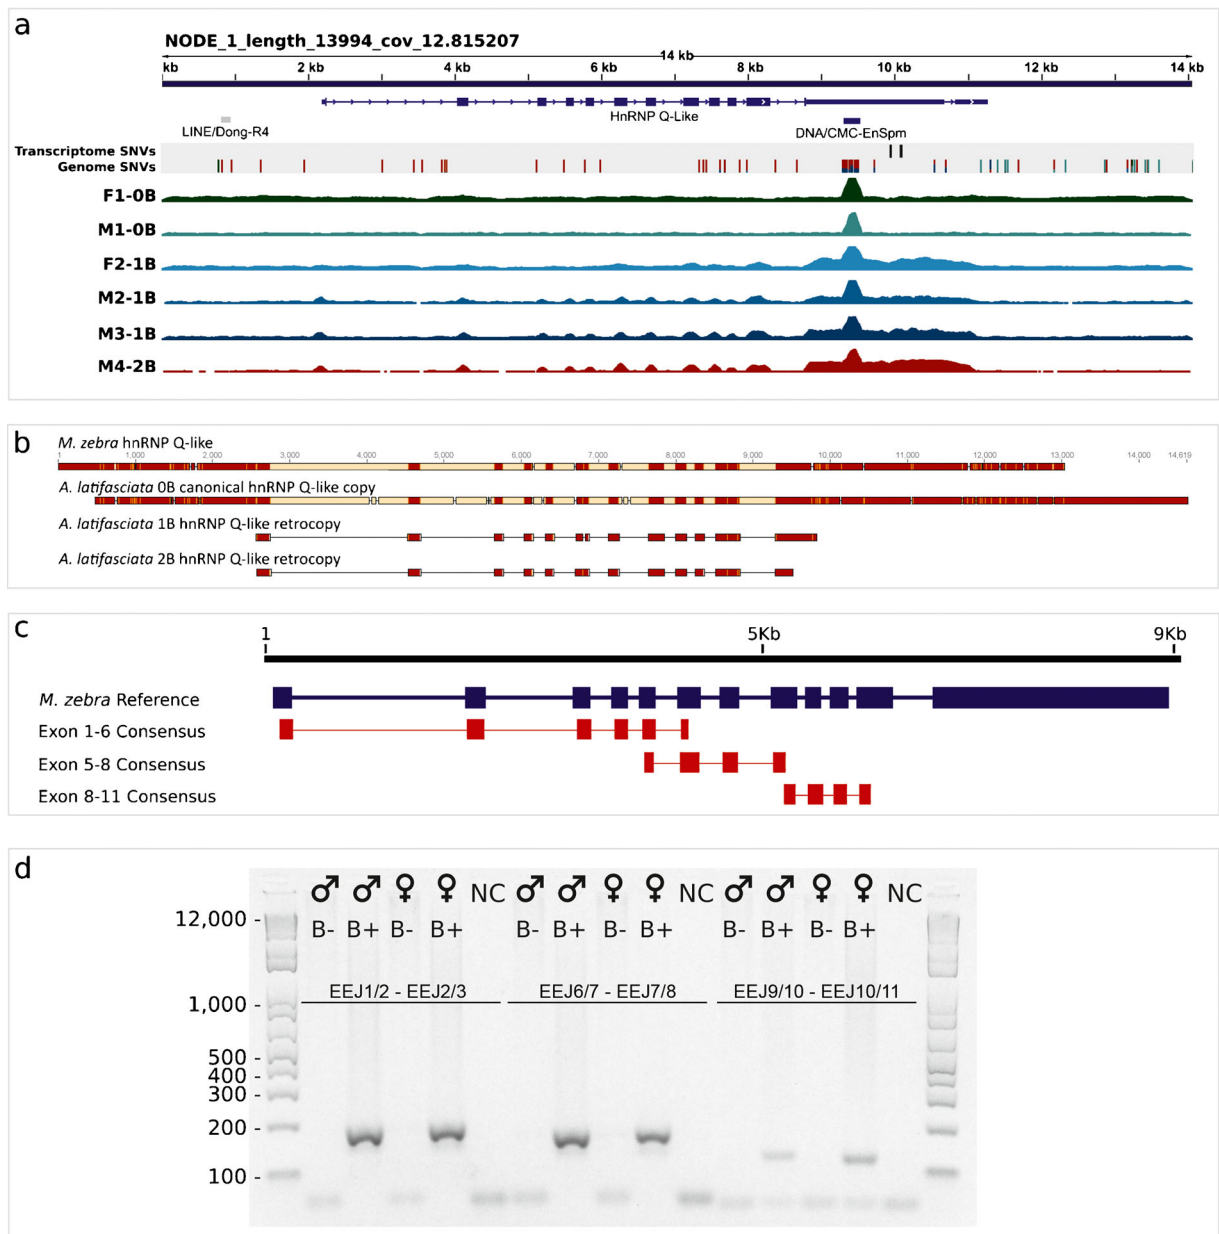 a
NODE_1_length_13994_cov_12.815207
14 kb
kb 2 kb 4 kb 6 kb 8 kb 10 kb 12 kb 14 kb
HnRNP Q-Like
LINE/Dong-R4 DNA/CMC-EnSpm
Transcriptome SNVs
Genome SNVs
F1-0B
M1-0B
F2-1B
M2-1B
M3-1B
M4-2B
b
M. zebra hnRNP Q-like
1 1,000 2,000 3,000 4,000 5,000 6,000 7,000 8,000 9,000 10,000 11,000 12,000 13,000 14,000 14,619
A. latifasciata 0B canonical hnRNP Q-like copy
A. latifasciata 1B hnRNP Q-like retrocopy
A. latifasciata 2B hnRNP Q-like retrocopy
c
1 5Kb 9Kb
M. zebra Reference
Exon 1-6 Consensus
Exon 5-8 Consensus
Exon 8-11 Consensus
d
♂ ♂ ♀ ♀ NC ♂ ♂ ♀ ♀ NC ♂ ♂ ♀ ♀ NC
12,000 -
B- B+ B- B+ B- B+ B- B+ B- B+ B- B+
EEJ1/2 - EEJ2/3 EEJ6/7 - EEJ7/8 EEJ9/10 - EEJ10/11
1,000 -
500 -
400 -
300 -
200 -
100 -